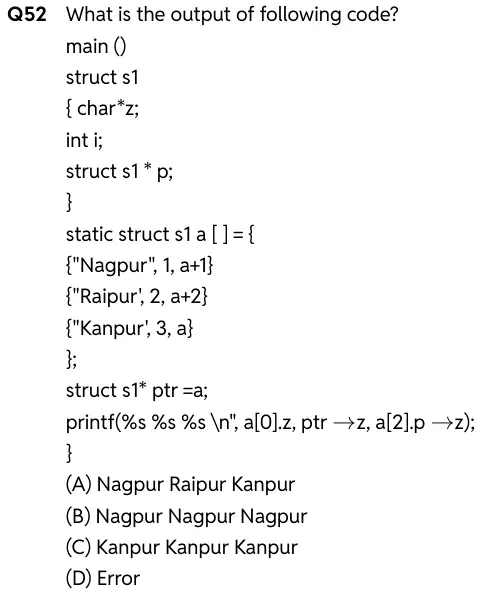 Q52 What is the output of following code?
main ()
struct s1
{ char*z;
int i;
struct s1 * p;
}
static struct s1 a [ ] = {
{"Nagpur", 1, a+1}
{"Raipur', 2, a+2}
{"Kanpur', 3, a}
};
struct s1* ptr =a;
printf(%s %s %s \n", a[0].z, ptr →z, a[2].p →z);
}
(A) Nagpur Raipur Kanpur
(B) Nagpur Nagpur Nagpur
(C) Kanpur Kanpur Kanpur
(D) Error